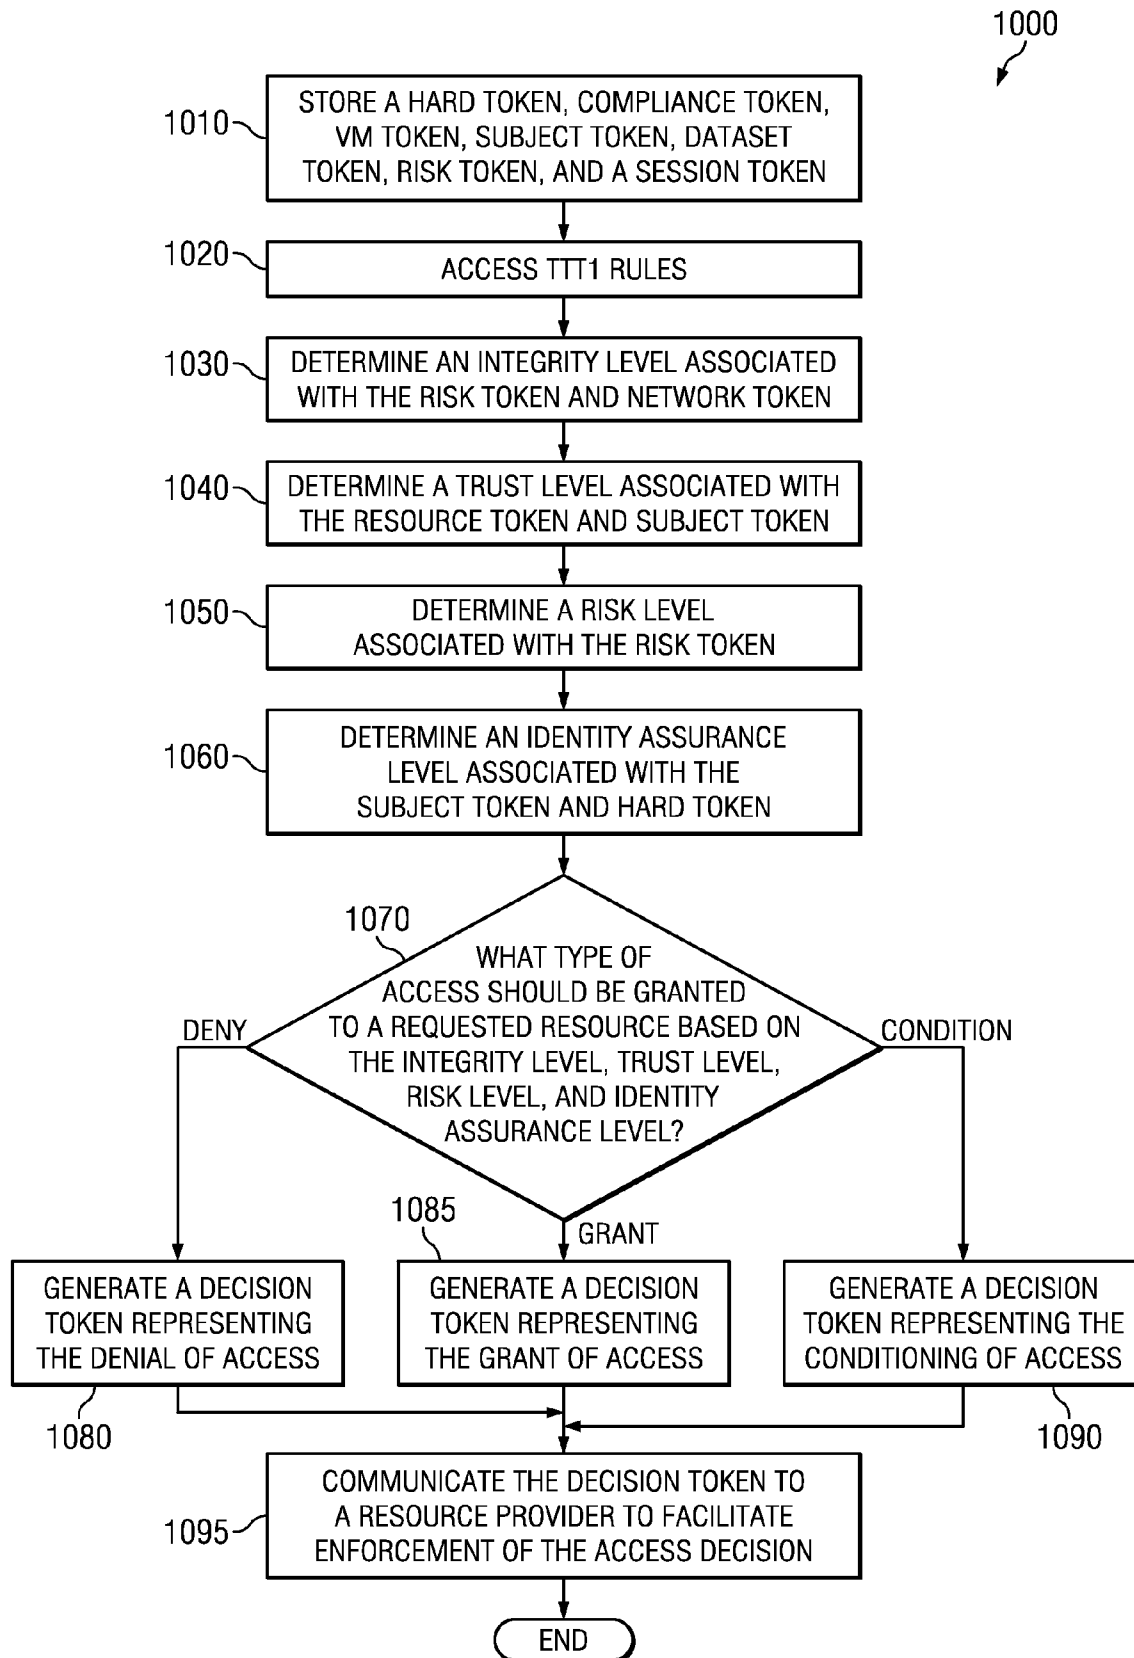 1000
1010
STORE A HARD TOKEN, COMPLIANCE TOKEN,
VM TOKEN, SUBJECT TOKEN, DATASET
TOKEN, RISK TOKEN, AND A SESSION TOKEN
1020
ACCESS TTT1 RULES
1030
DETERMINE AN INTEGRITY LEVEL ASSOCIATED
WITH THE RISK TOKEN AND NETWORK TOKEN
1040
DETERMINE A TRUST LEVEL ASSOCIATED WITH
THE RESOURCE TOKEN AND SUBJECT TOKEN
1050
DETERMINE A RISK LEVEL
ASSOCIATED WITH THE RISK TOKEN
1060
DETERMINE AN IDENTITY ASSURANCE
LEVEL ASSOCIATED WITH THE
SUBJECT TOKEN AND HARD TOKEN
1070
WHAT TYPE OF
ACCESS SHOULD BE GRANTED
TO A REQUESTED RESOURCE BASED ON
THE INTEGRITY LEVEL, TRUST LEVEL,
RISK LEVEL, AND IDENTITY
ASSURANCE LEVEL?
DENY
CONDITION
GRANT
1085
GENERATE A DECISION
TOKEN REPRESENTING
THE DENIAL OF ACCESS
GENERATE A DECISION
TOKEN REPRESENTING
THE GRANT OF ACCESS
GENERATE A DECISION
TOKEN REPRESENTING THE
CONDITIONING OF ACCESS
1080
1090
1095
COMMUNICATE THE DECISION TOKEN TO
A RESOURCE PROVIDER TO FACILITATE
ENFORCEMENT OF THE ACCESS DECISION
END